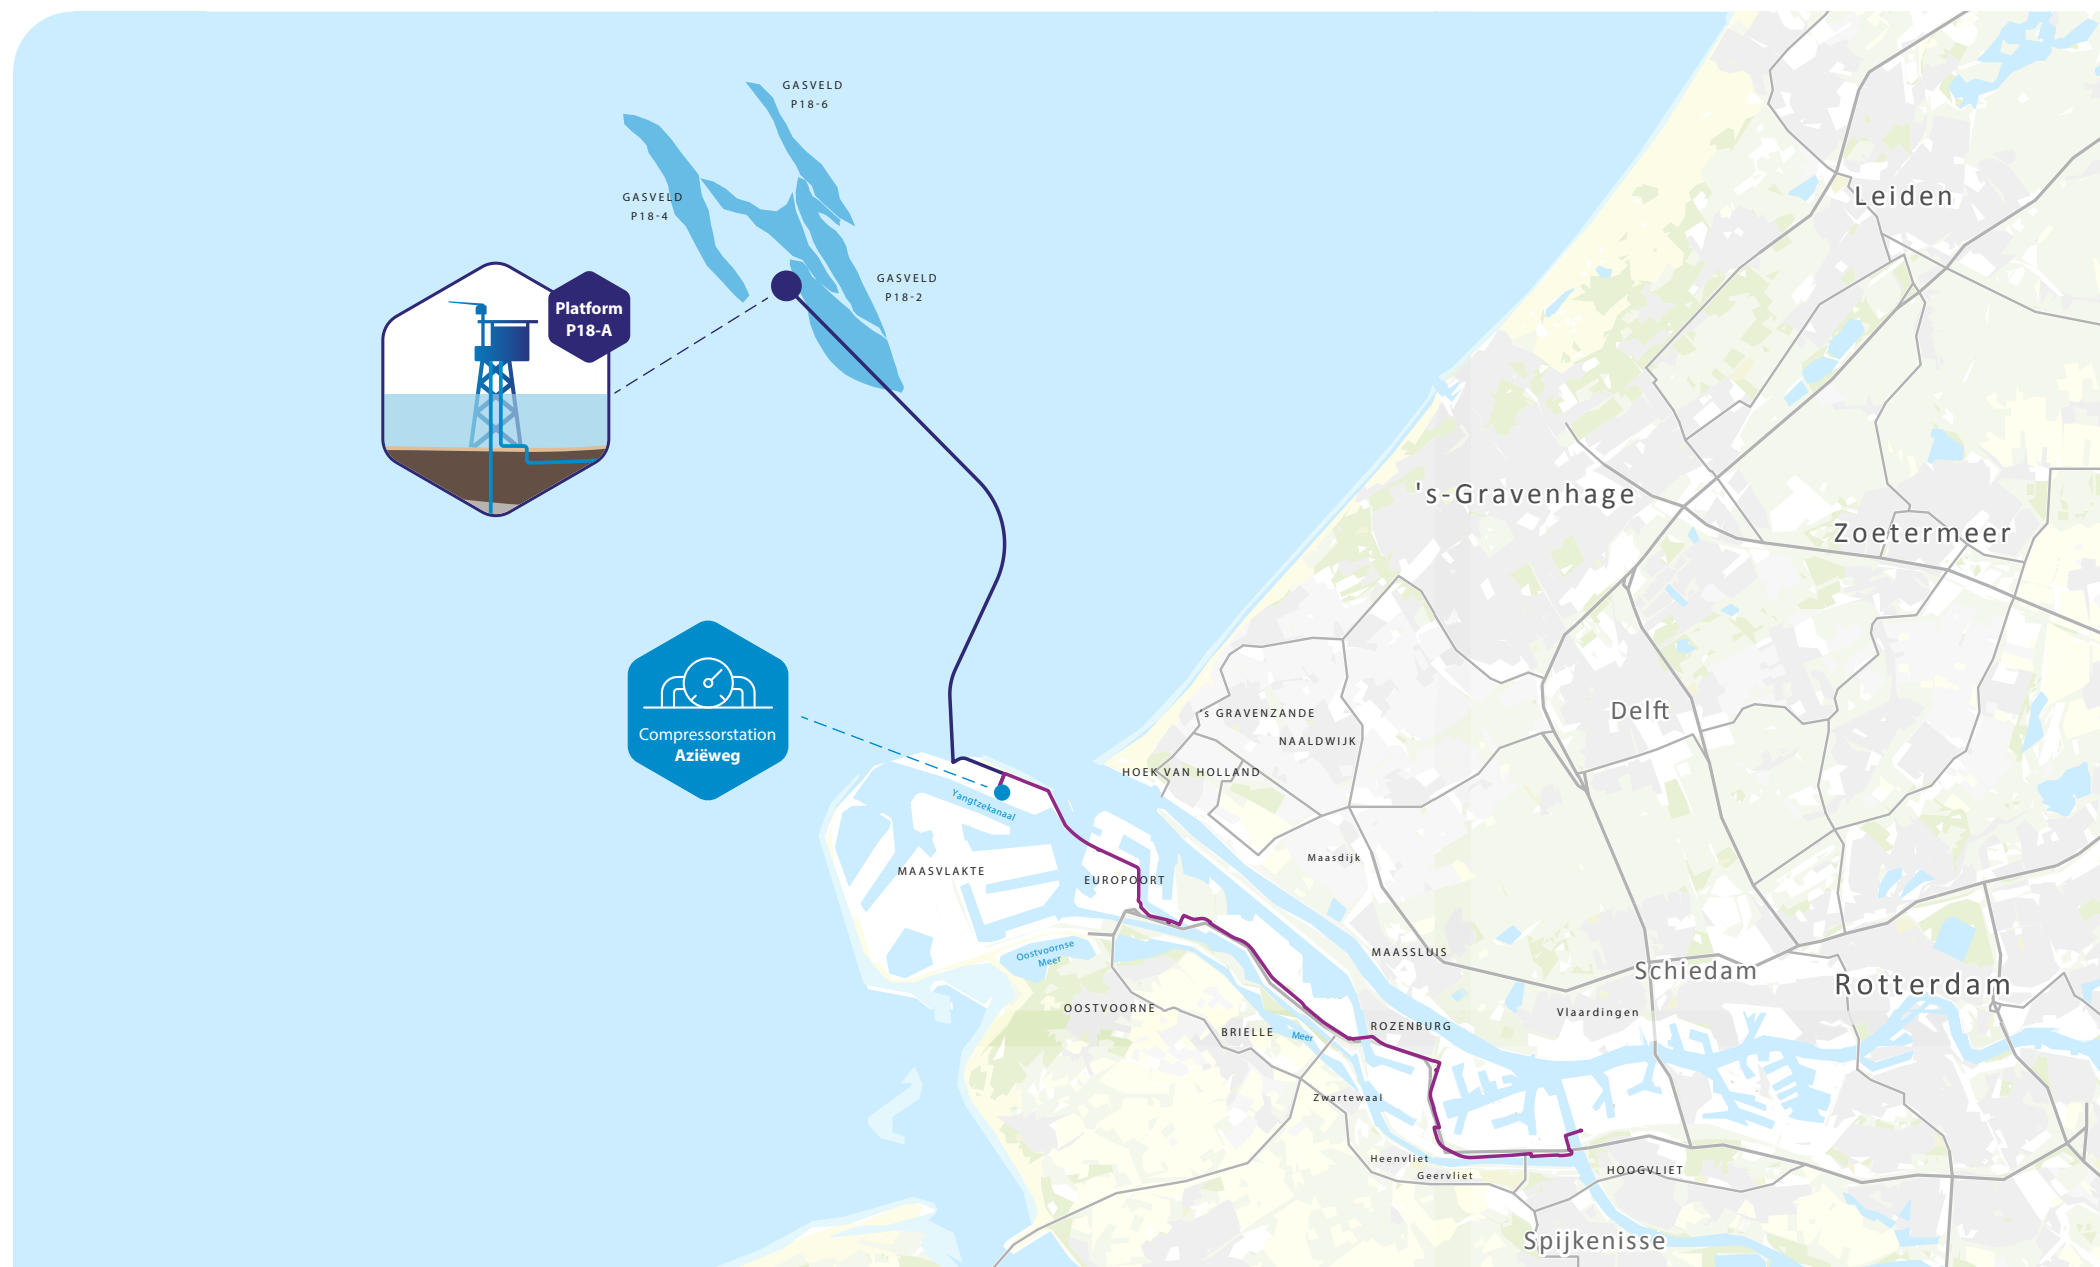 GASVELD
P18-6
GASVELD
P18-4
Leiden
GASVELD
P18-2
Platform
P18-A
's-Gravenhage
Zoetermeer
Compressorstation
Aziëweg
's GRAVENZANDE
NAALDWIJK
Delft
HOEK VAN HOLLAND
Yangtzekanaal
MAASVLAKTE
EUROPOORT
Maasdijk
Oostvoornse
Meer
MAASSLUIS
Schiedam
Rotterdam
OOSTVOORNE
BRIELLE
Meer
ROZENBURG
Vlaardingen
Zwartewaal
Heenvliet
Geervliet
HOOGVLIET
Spijkenisse